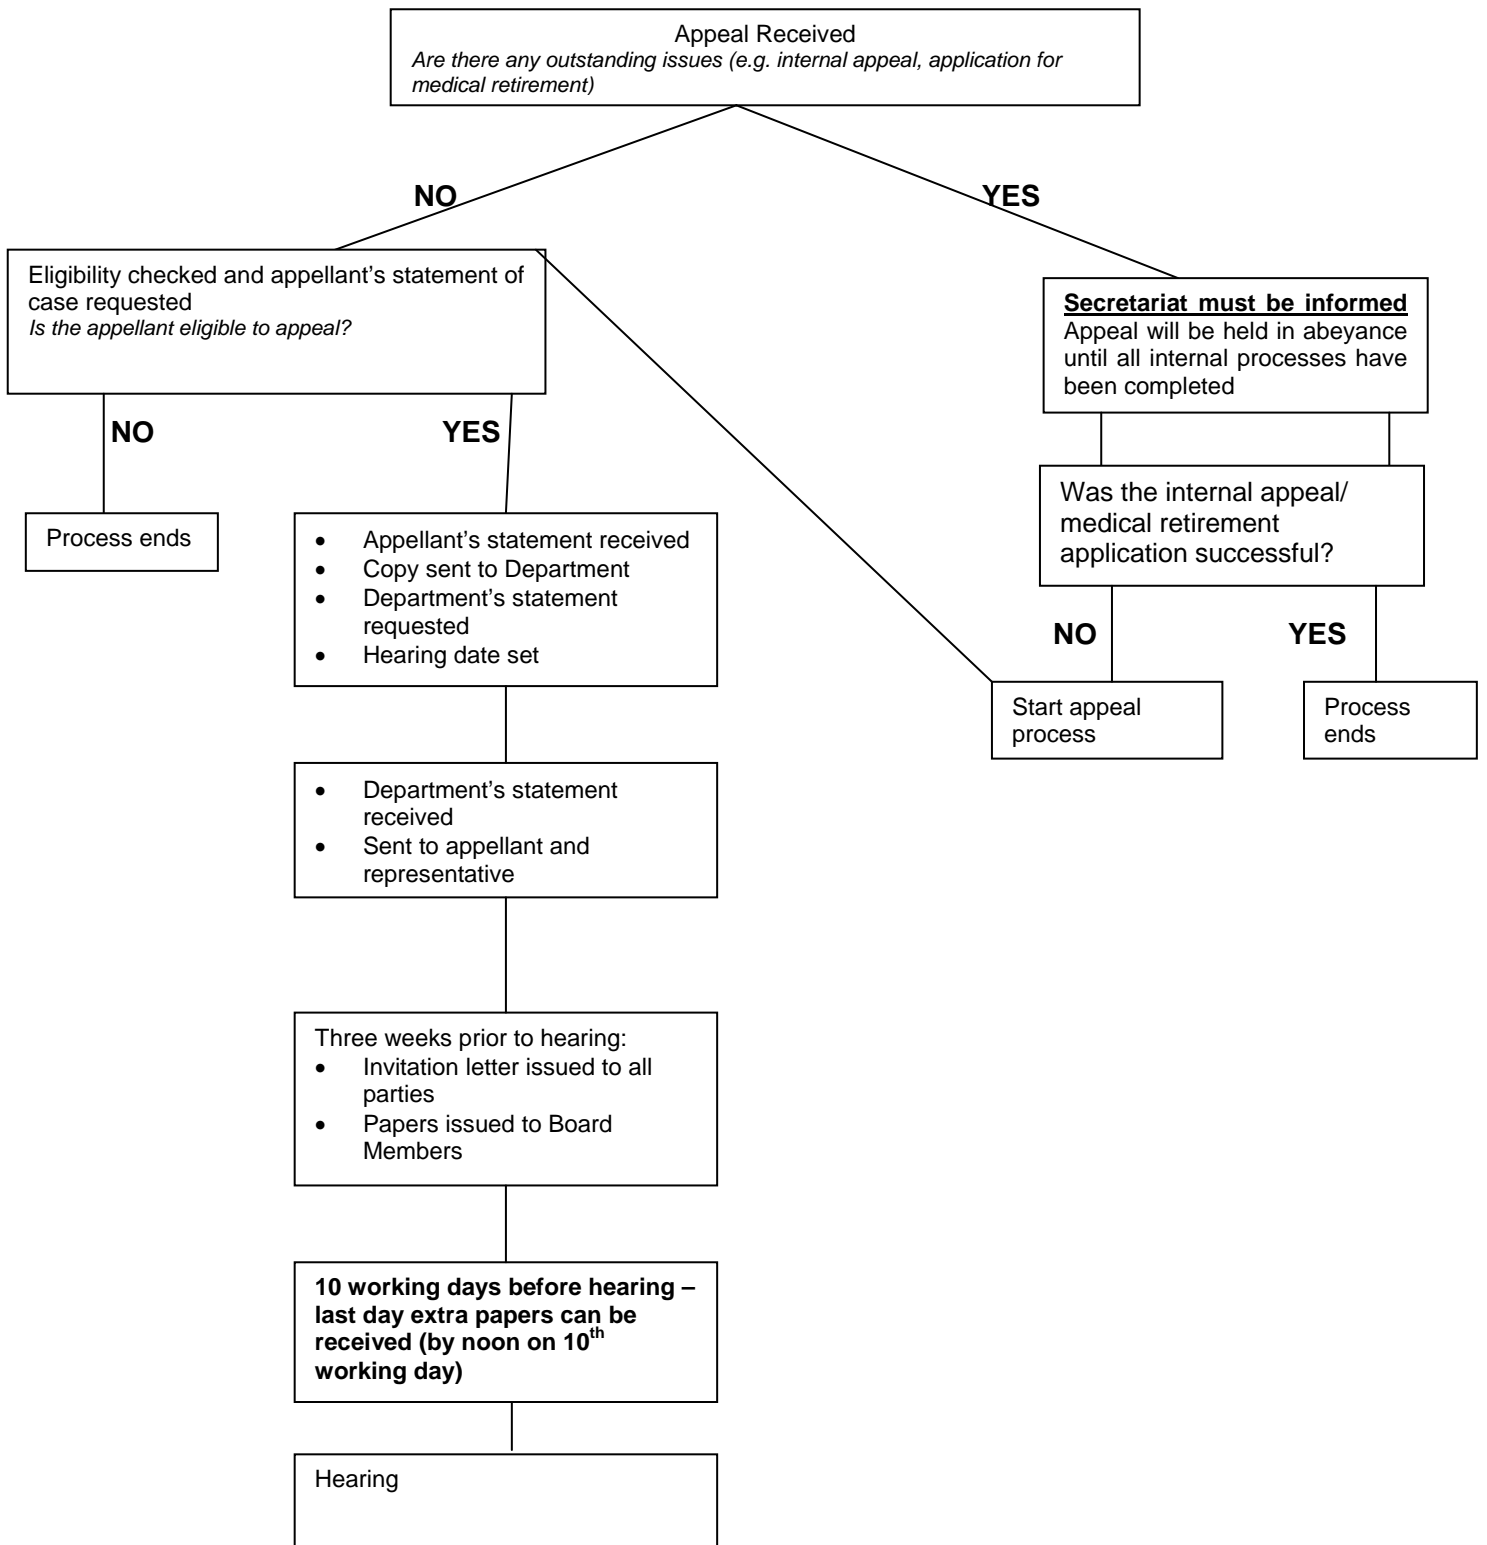 Appeal Received
Are there any outstanding issues (e.g. internal appeal, application for
medical retirement)
NO
YES
Eligibility checked and appellant's statement of
case requested
Is the appellant eligible to appeal?
Secretariat must be informed
Appeal will be held in abeyance
until all internal processes have
been completed
NO
YES
Was the internal appeal/
medical retirement
application successful?
Process ends
• Appellant's statement received
• Copy sent to Department
• Department's statement
requested
• Hearing date set
NO
YES
Start appeal
process
Process
ends
• Department's statement
received
• Sent to appellant and
representative
Three weeks prior to hearing:
• Invitation letter issued to all
parties
• Papers issued to Board
Members
10 working days before hearing –
last day extra papers can be
received (by noon on 10th
working day)
Hearing